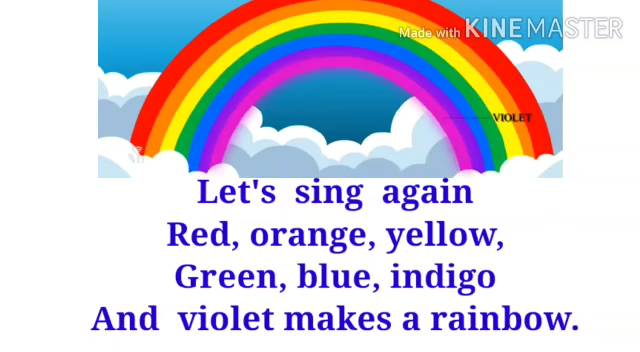 Made with KINEMASTER
VIOLET
Let's sing again
Red, orange, yellow,
Green, blue, indigo
And violet makes a rainbow.